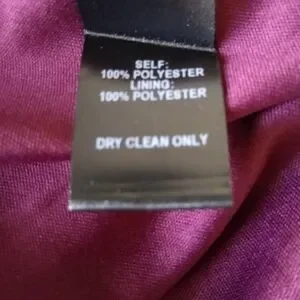 SELF:
100% POLYESTER
LINING:
100% POLYESTER
DRY CLEAN ONLY